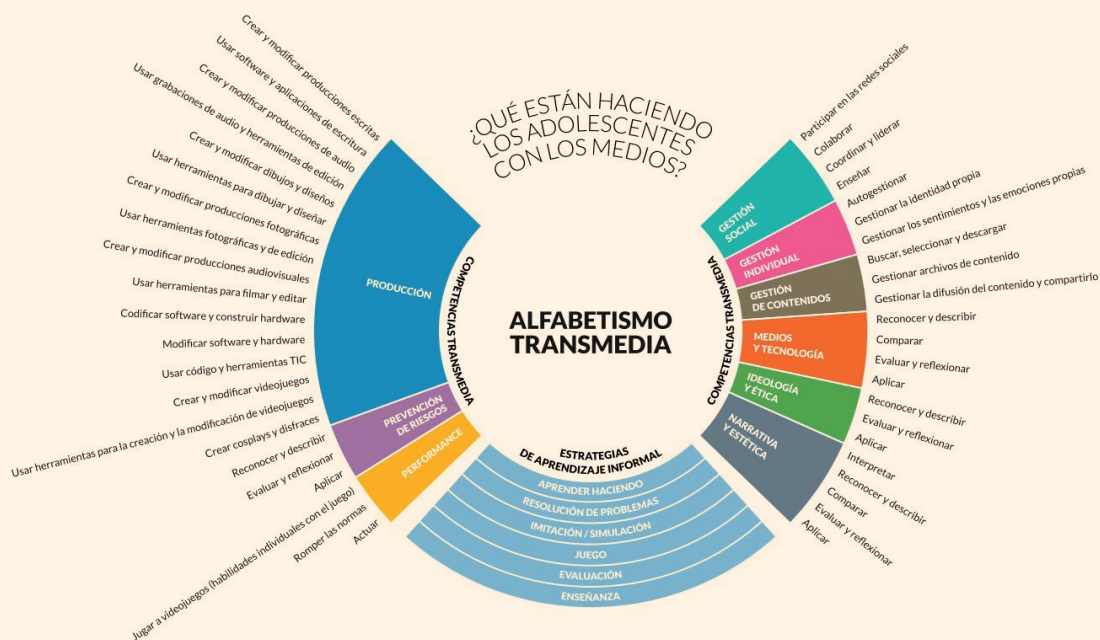 ¿QUÉ ESTÁN HACIENDO
LOS ADOLESCENTES
CON LOS MEDIOS?
ALFABETISMO
TRANSMEDIA
COMPETENCIAS TRANSMEDIA
PRODUCCIÓN
Crear y modificar producciones escritas
Usar software y aplicaciones de escritura
Crear y modificar producciones de audio
Usar grabaciones de audio y herramientas de edición
Crear y modificar dibujos y diseños
Usar herramientas para dibujar y diseñar
Crear y modificar producciones fotográficas
Usar herramientas fotográficas y de edición
Crear y modificar producciones audiovisuales
Usar herramientas para filmar y editar
Codificar software y construir hardware
Modificar software y hardware
Usar código y herramientas TIC
Crear y modificar videojuegos
Usar herramientas para la creación y la modificación de videojuegos
Crear cosplays y disfraces
PREVENCIÓN
DE RIESGOS
Reconocer y describir
Evaluar y reflexionar
Aplicar
PERFORMANCE
Jugar a videojuegos (habilidades individuales con el juego)
Romper las normas
Actuar
COMPETENCIAS TRANSMEDIA
GESTIÓN
SOCIAL
Participar en las redes sociales
Colaborar
Coordinar y liderar
Enseñar
GESTIÓN
INDIVIDUAL
Autogestionar
Gestionar la identidad propia
Gestionar los sentimientos y las emociones propias
GESTIÓN
DE CONTENIDOS
Buscar, seleccionar y descargar
Gestionar archivos de contenido
Gestionar la difusión del contenido y compartirlo
MEDIOS
Y TECNOLOGÍA
Reconocer y describir
Comparar
Evaluar y reflexionar
Aplicar
IDEOLOGÍA
Y ÉTICA
Reconocer y describir
Evaluar y reflexionar
Aplicar
NARRATIVA
Y ESTÉTICA
Interpretar
Reconocer y describir
Comparar
Evaluar y reflexionar
Aplicar
ESTRATEGIAS
DE APRENDIZAJE INFORMAL
APRENDER HACIENDO
RESOLUCIÓN DE PROBLEMAS
IMITACIÓN / SIMULACIÓN
JUEGO
EVALUACIÓN
ENSEÑANZA